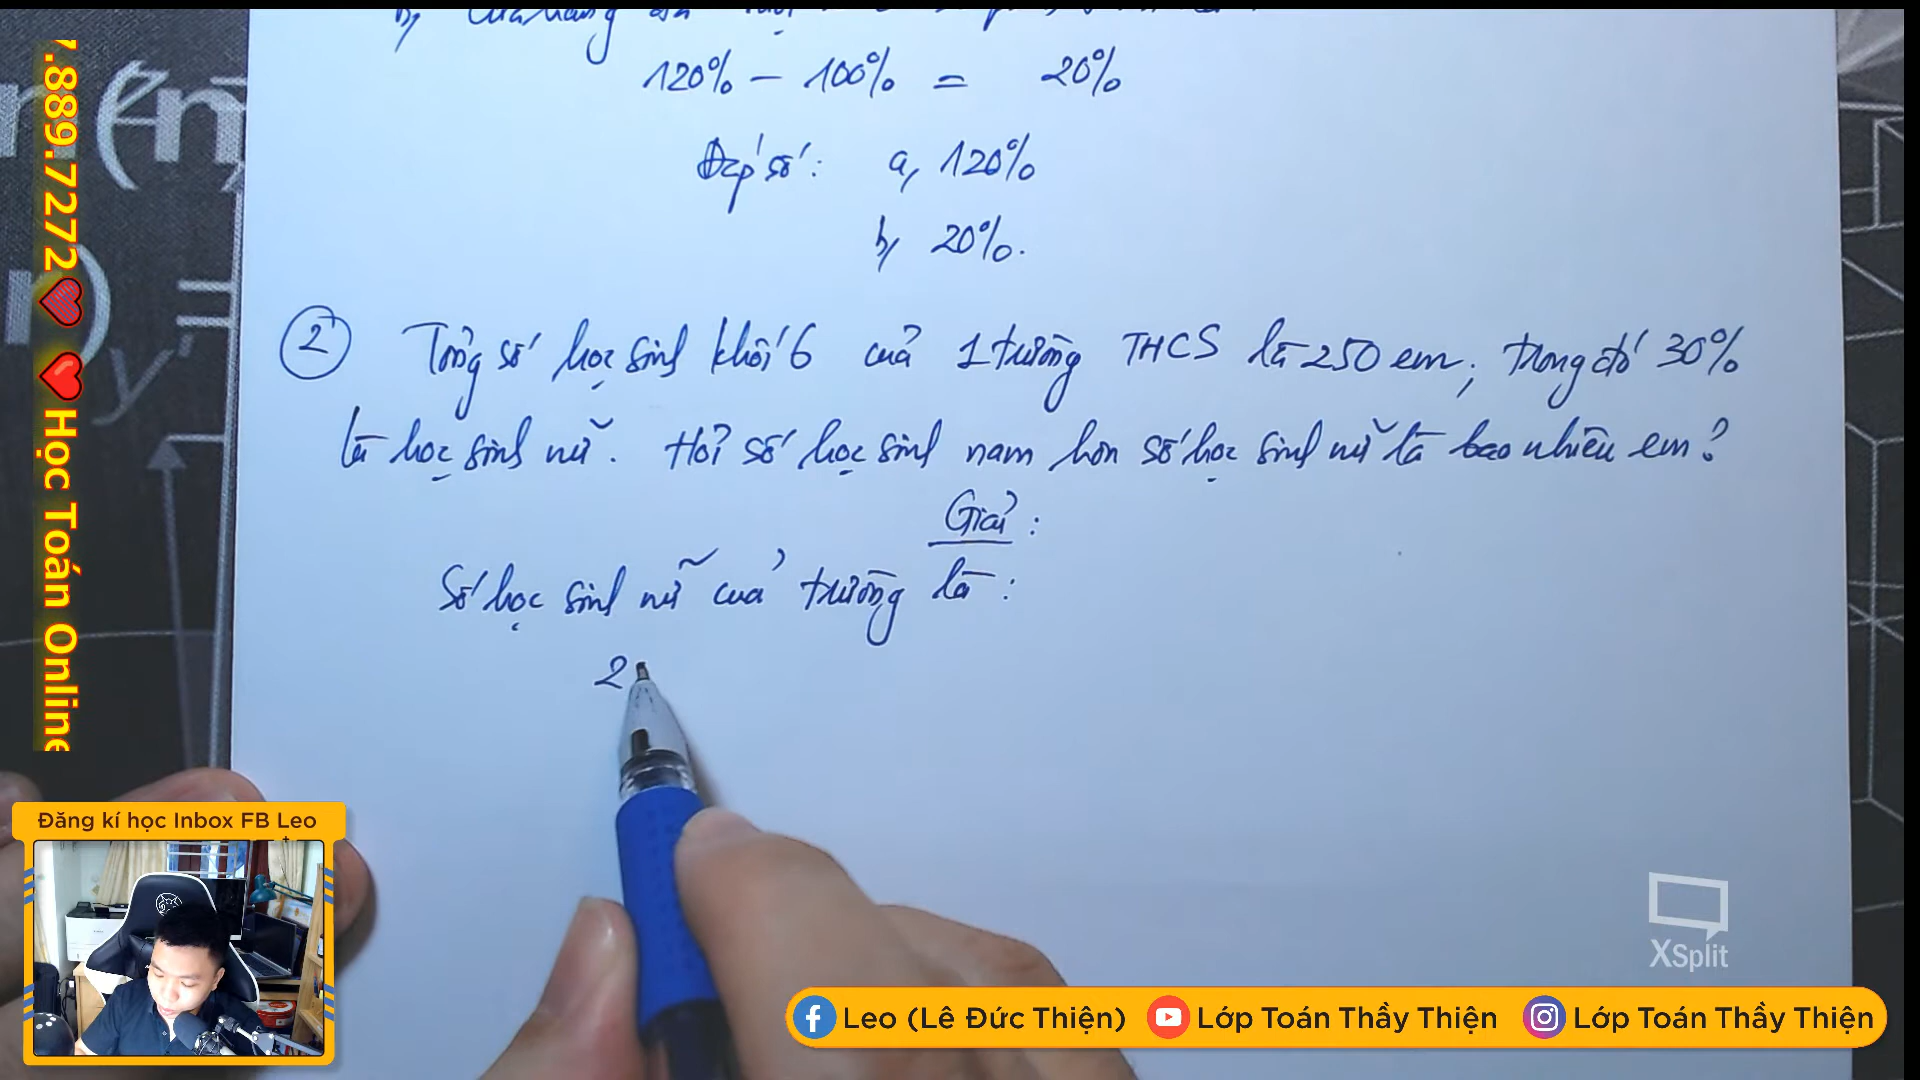 b,
120% - 100% = 20%
Đáp số: a, 120%
b, 20%.
2 Tổng số học sinh khối 6 của 1 trường THCS là 250 em, trong đó 30%
là học sinh nữ. Hỏi số học sinh nam hơn số học sinh nữ là bao nhiêu em?
Giải:
Số học sinh nữ của trường là:
2
.889.7272 ❤ ❤ Học Toán Online
Đăng kí học Inbox FB Leo
XSplit
Leo (Lê Đức Thiện) Lớp Toán Thầy Thiện Lớp Toán Thầy Thiện